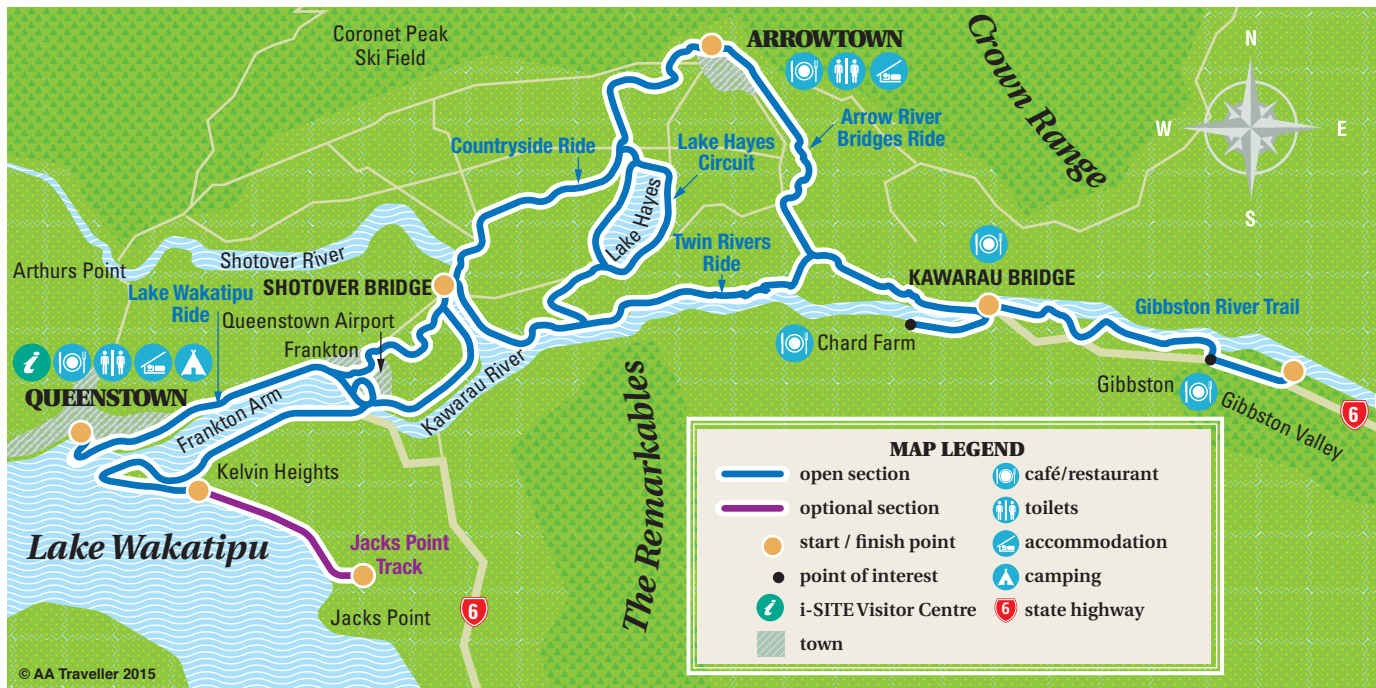 Coronet Peak
Ski Field
ARROWTOWN
Crown Range
N
W
E
S
Countryside Ride
Lake Hayes
Circuit
Arrow River
Bridges Ride
Lake Hayes
Twin Rivers
Ride
Arthurs Point
Shotover River
SHOTOVER BRIDGE
KAWARAU BRIDGE
Lake Wakatipu
Ride
Queenstown Airport
Frankton
Gibbston River Trail
Chard Farm
i
QUEENSTOWN
Frankton Arm
Kawarau River
Gibbston
Gibbston Valley
6
Kelvin Heights
Lake Wakatipu
Jacks Point
Track
Jacks Point
6
The Remarkables
MAP LEGEND
open section
optional section
start / finish point
point of interest
i
i-SITE Visitor Centre
town
café/restaurant
toilets
accommodation
camping
6
state highway
© AA Traveller 2015